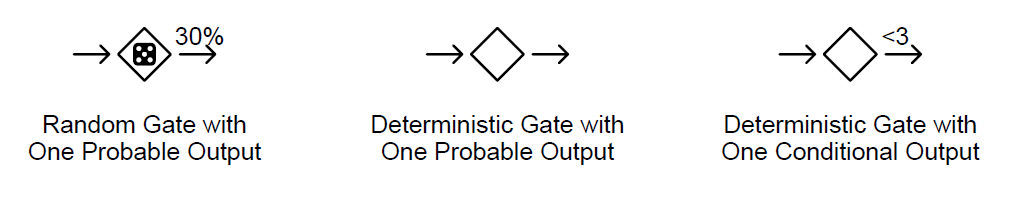 30%
<3
Random Gate with
One Probable Output
Deterministic Gate with
One Probable Output
Deterministic Gate with
One Conditional Output